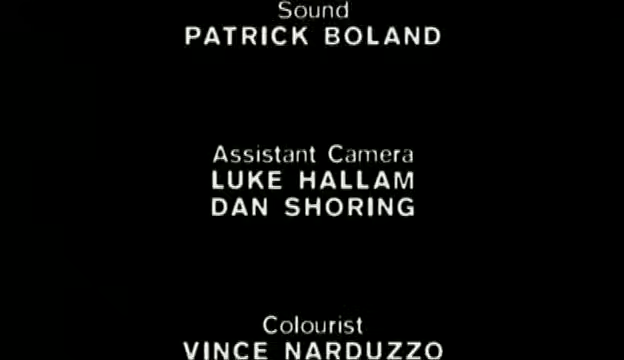 Sound
PATRICK BOLAND
Assistant Camera
LUKE HALLAM
DAN SHORING
Colourist
VINCE NARDUZZO